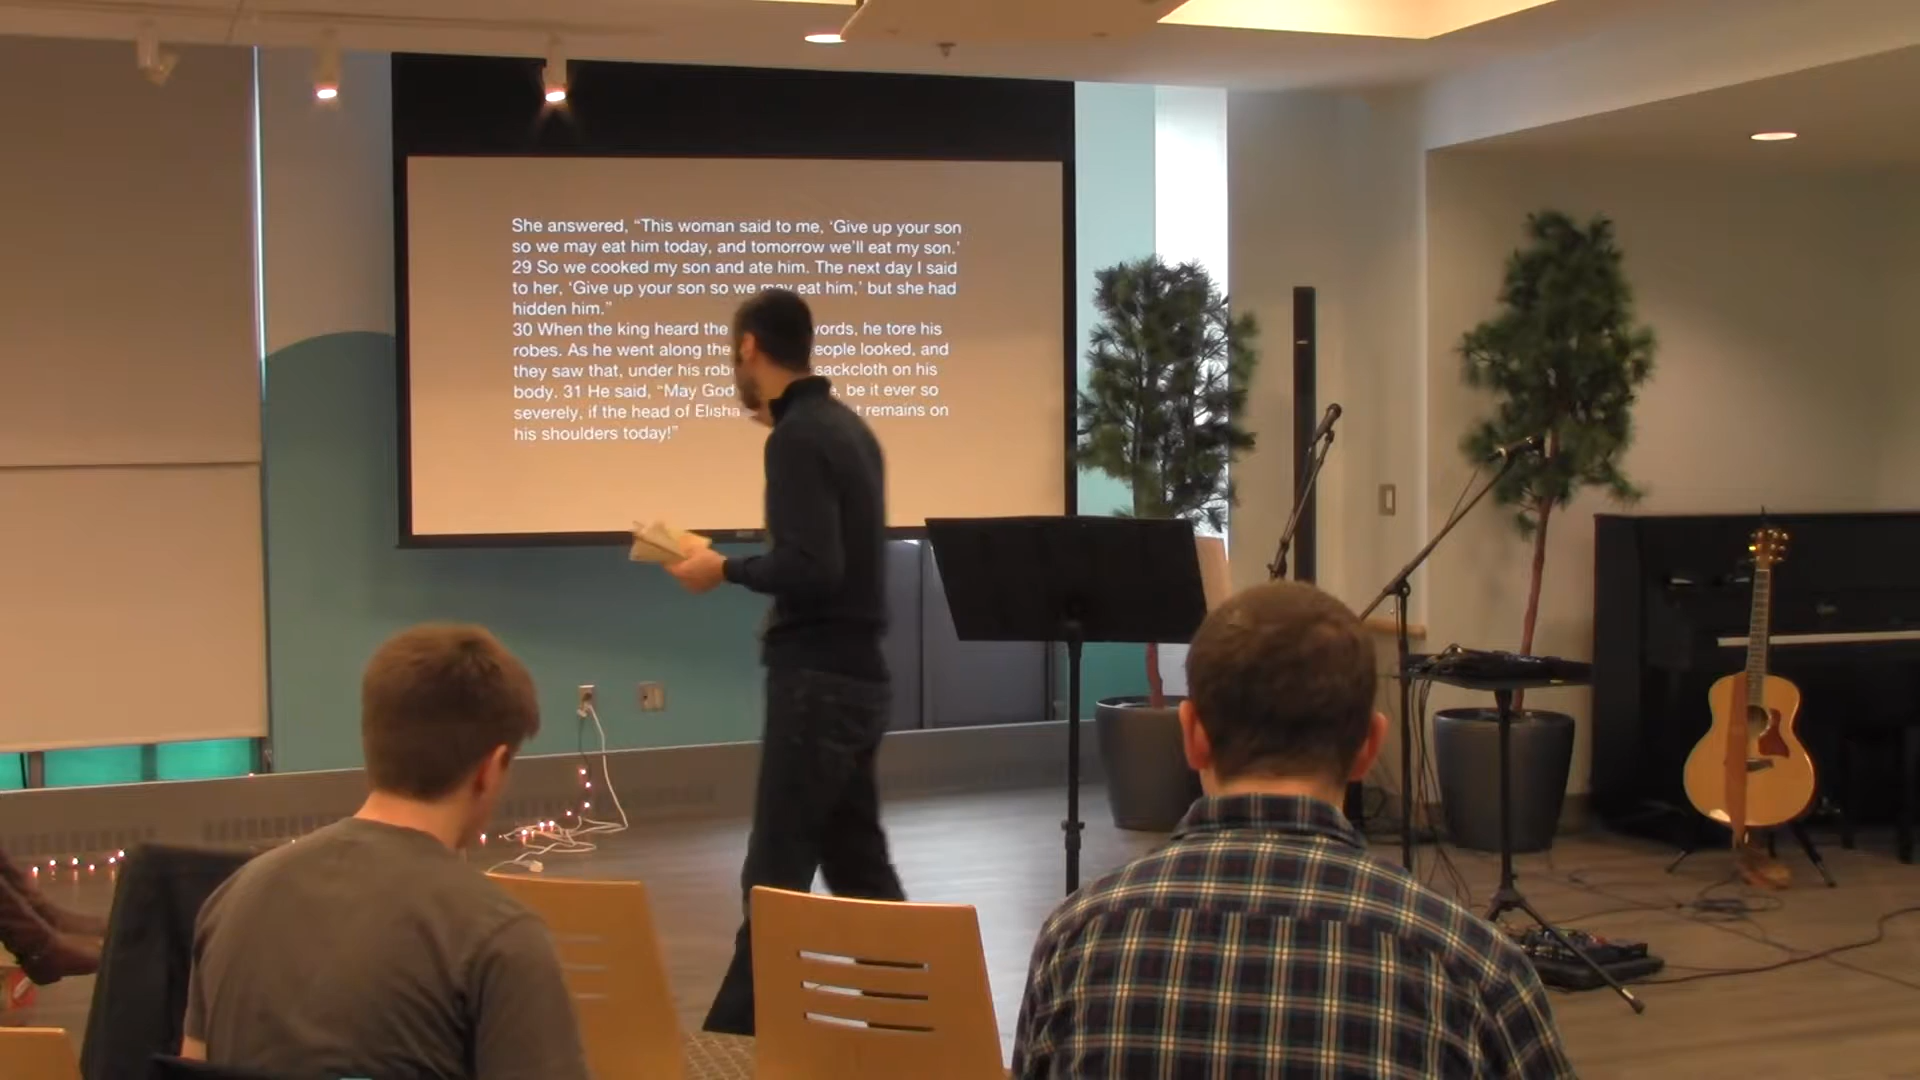 She answered, “This woman said to me, ‘Give up your son
so we may eat him today, and tomorrow we’ll eat my son.’
29 So we cooked my son and ate him. The next day I said
to her, ‘Give up your son so we may eat him,’ but she had
hidden him.”
30 When the king heard the words, he tore his
robes. As he went along the looked, and
they saw that, under his sackcloth on his
body. 31 He said, “May God be it ever so
severely, if the head of Elisha remains on
his shoulders today!”